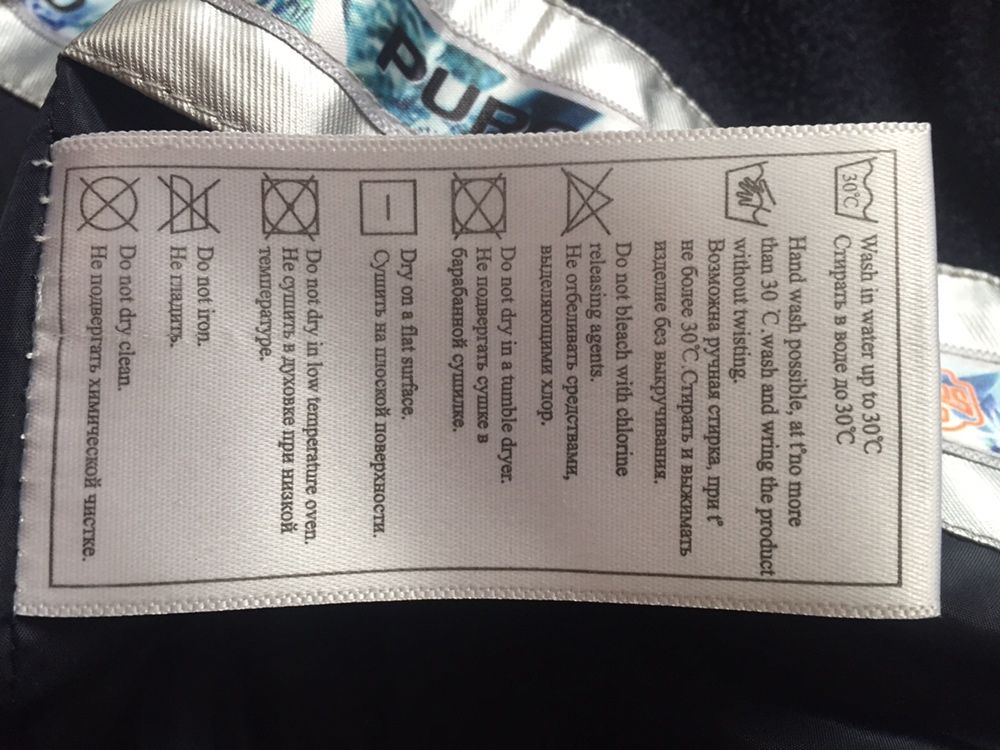 PUR
30°C
Wash in water up to 30°C
Стирать в воде до 30°C
Hand wash possible, at t°no more
than 30 °C.wash and wring the product
without twisting.
Возможна ручная стирка, при t°
не более 30°C.Стирать и выжимать
изделие без выкручивания.
Do not bleach with chlorine
releasing agents.
Не отбеливать средствами,
выделяющими хлор.
Do not dry in a tumble dryer.
Не подвергать сушке в
барабанной сушилке.
Dry on a flat surface.
Сушить на плоской поверхности.
Do not dry in low temperature oven.
Не сушить в духовке при низкой
температуре.
Do not iron.
Не гладить.
Do not dry clean.
Не подвергать химической чистке.